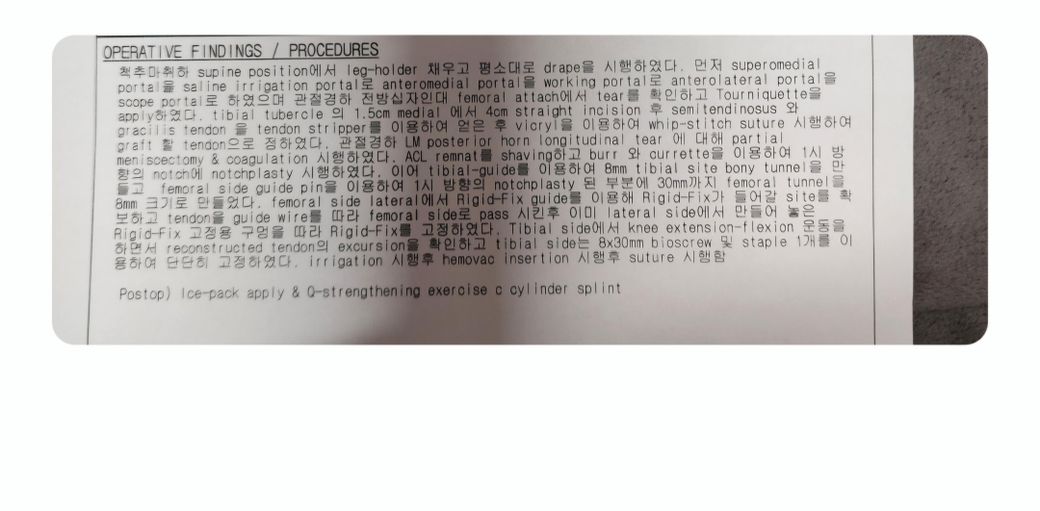 OPERATIVE FINDINGS / PROCEDURES
척추마취하 supine position에서 leg-holder 채우고 평소대로 drape을 시행하였다. 먼저 superomedial
portal을 saline irrigation portal로 anteromedial portal을 working portal로 anterolateral portal을
scope portal로 하였으며 관절경하 전방십자인대 femoral attach에서 tear를 확인하고 Tourniquette을
apply하였다. tibial tubercle 의 1.5cm medial 에서 4cm straight incision 후 semitendinosus 와
gracilis tendon 을 tendon stripper를 이용하여 얻은 후 vicryl을 이용하여 whip-stitch suture 시행하여
graft 할 tendon으로 정하였다. 관절경하 LM posterior horn longitudinal tear 에 대해 partial
meniscectomy & coagulation 시행하였다. ACL remnat를 shaving하고 burr 와 currette을 이용하여 1시 방
향의 notch에 notchplasty 시행하였다. 이어 tibial-guide를 이용하여 8mm tibial site bony tunnel을 만
들고 femoral side guide pin을 이용하여 1시 방향의 notchplasty 된 부분에 30mm까지 femoral tunnel을
8mm 크기로 만들었다. femoral side lateral에서 Rigid-Fix guide를 이용해 Rigid-Fix가 들어갈 site를 확
보하고 tendon을 guide wire를 따라 femoral side로 pass 시킨후 이미 lateral side에서 만들어 놓은
Rigid-Fix 고정용 구멍을 따라 Rigid-Fix를 고정하였다. Tibial side에서 knee extension-flexion 운동을
하면서 reconstructed tendon의 excursion을 확인하고 tibial side는 8x30mm bioscrew 및 staple 1개를 이
용하여 단단히 고정하였다. irrigation 시행후 hemovac insertion 시행후 suture 시행함
Postop) Ice-pack apply & Q-strengthening exercise c cylinder splint